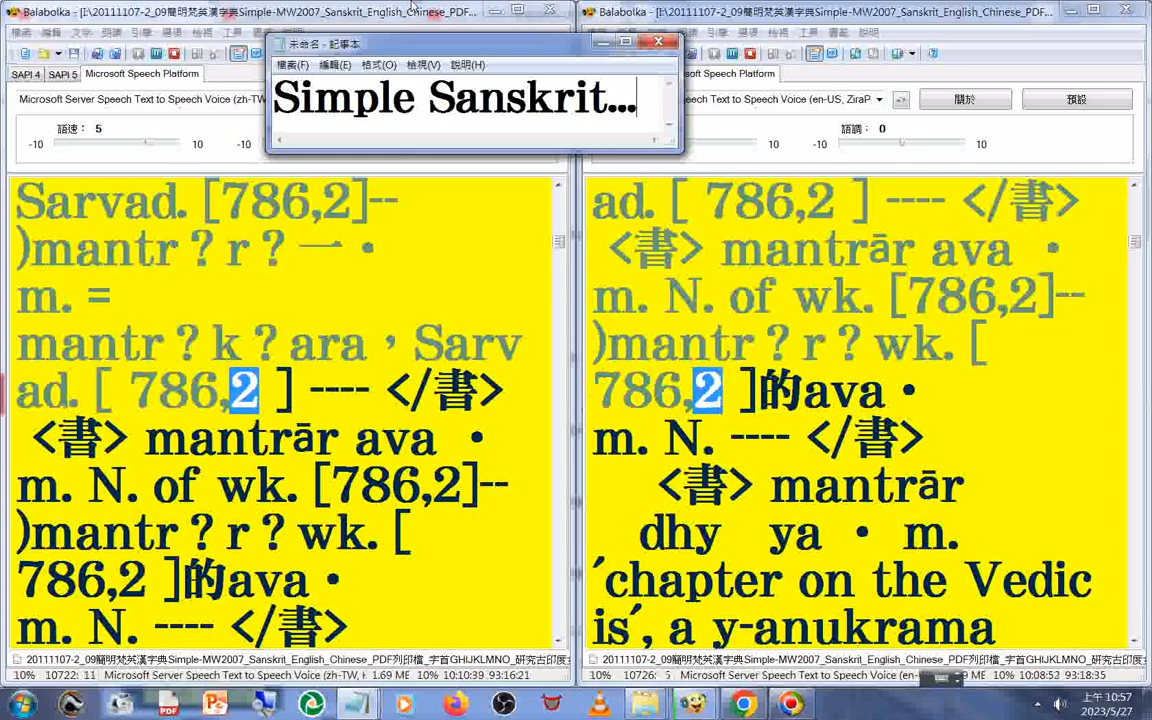 Balabolka - [I:\20111107-2_09簡明梵英漢字典Simple-MW2007_Sanskrit_English_Chinese_PDF...
Balabolka - [I:\20111107-2_09簡明梵英漢字典Simple-MW2007_Sanskrit_English_Chinese_PDF...
未命名 - 記事本
檔案(F) 編輯(E) 格式(O) 檢視(V) 說明(H)
Simple Sanskrit...
SAPI 4 SAPI 5 Microsoft Speech Platform
Speech Platform
Microsoft Server Speech Text to Speech Voice (zh-TW,
ech Text to Speech Voice (en-US, ZiraP
關於
預設
語速： 5
語調： 0
-10 10 -10
10 -10 10
Sarvad. [786,2]--
)mantr？r？一・
m. =
mantr？k？ara，Sarv
ad. [ 786,2 ] ---- </書>
<書> mantrār ava ・
m. N. of wk. [786,2]--
)mantr？r？wk. [
786,2 ]的ava・
m. N. ---- </書>
ad. [ 786,2 ] ---- </書>
<書> mantrār ava ・
m. N. of wk. [786,2]--
)mantr？r？wk. [
786,2 ]的ava・
m. N. ---- </書>
<書> mantrār
dhy ya ・ m.
´chapter on the Vedic
is´, a y-anukrama
20111107-2_09簡明梵英漢字典Simple-MW2007_Sanskrit_English_Chinese_PDF列印檔_字首GHIJKLMNO_研究古印度
20111107-2_09簡明梵英漢字典Simple-MW2007_Sanskrit_English_Chinese_PDF列印檔_字首GHIJKLMNO_研究古印度
10% 10722: 11 Microsoft Server Speech Text to Speech Voice (zh-TW, 1.69 MB 10% 10:10:39 93:16:21
10% 10726: 5 Microsoft Server Speech Text to Speech Voice (en-US, 10% 10:08:52 93:18:35
上午 10:57
2023/5/27